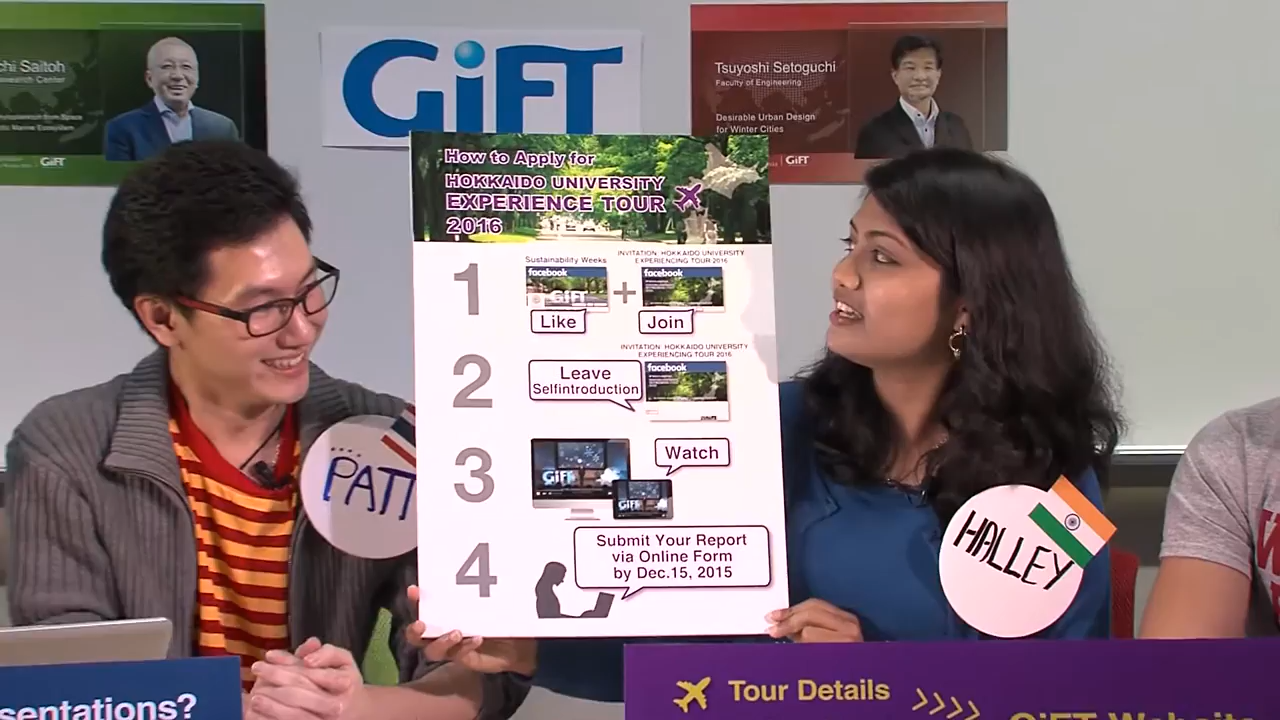 chi Saitoh
esearch Center
GiFT
GiFT
Tsuyoshi Setoguchi
Faculty of Engineering
Desirable Urban Design
for Winter Cities
GiFT
How to Apply for
HOKKAIDO UNIVERSITY
EXPERIENCE TOUR
2016
1
Sustainability Weeks
facebook
GiFT
Like
+
INVITATION: HOKKAIDO UNIVERSITY
EXPERIENCING TOUR 2016
facebook
Join
2
Leave
Selfintroduction
INVITATION: HOKKAIDO UNIVERSITY
EXPERIENCING TOUR 2016
facebook
3
GiFT
GiFT
Watch
4
Submit Your Report
via Online Form
by Dec.15, 2015
PATT
HALLEY
sentations?
Tour Details
GiFT Website